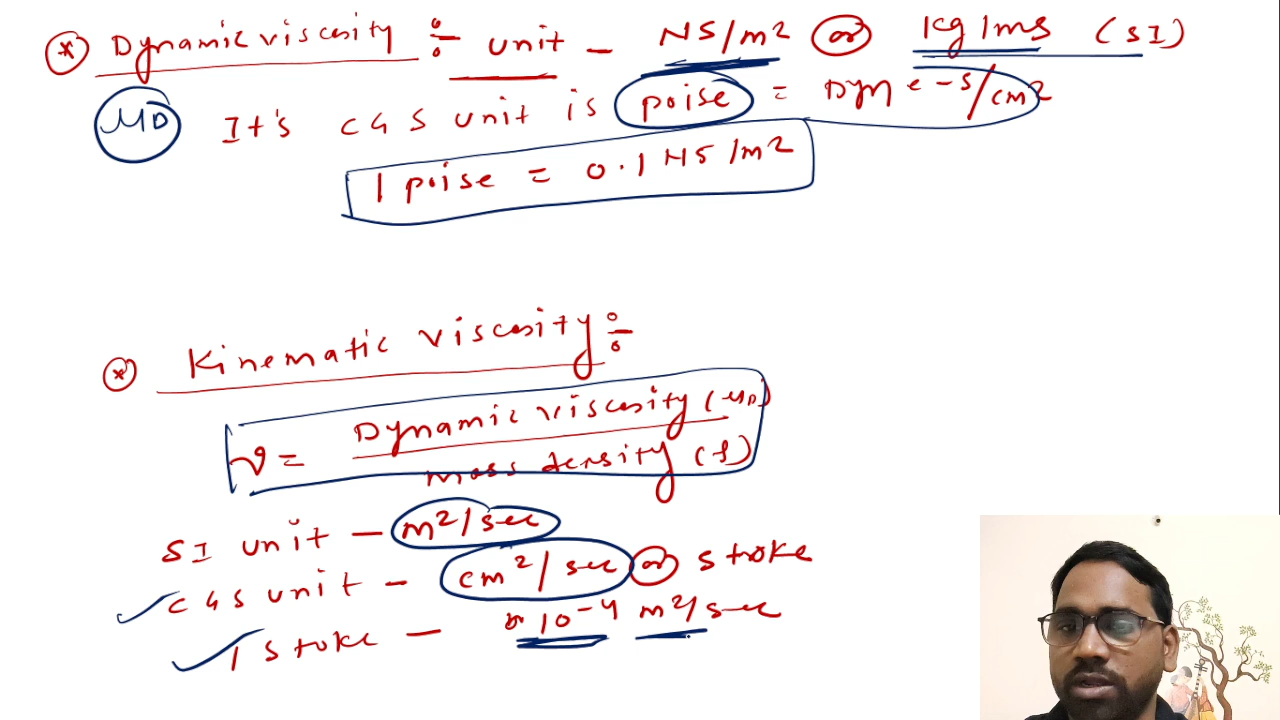 * Dynamic viscosity ÷ unit - NS/m2 or kg/ms (SI)
μD It's CGS unit is poise = Dyne-s/cm2
1 poise = 0.1 NS/m2
* Kinematic viscosity ÷
ν = Dynamic viscosity (μD)
mass density (ρ)
SI unit - m2/sec
CGS unit - cm2/sec or stoke
1 stoke - 10-4 m2/sec